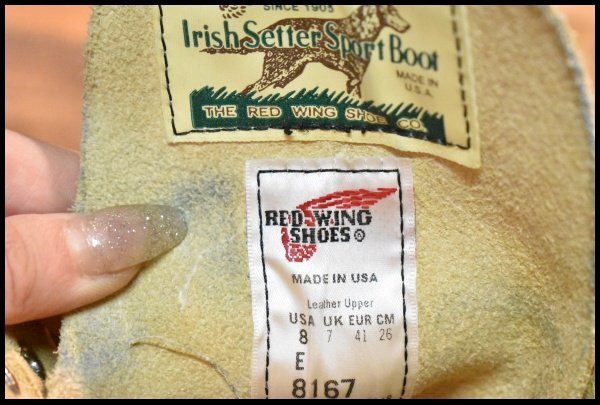 SINCE 1905
Irish Setter Sport Boot
MADE IN
U.S.A.
THE RED WING SHOE CO.
RED WING
SHOES ®
MADE IN USA
Leather Upper
USA UK EUR CM
8 7 41 26
E
8167